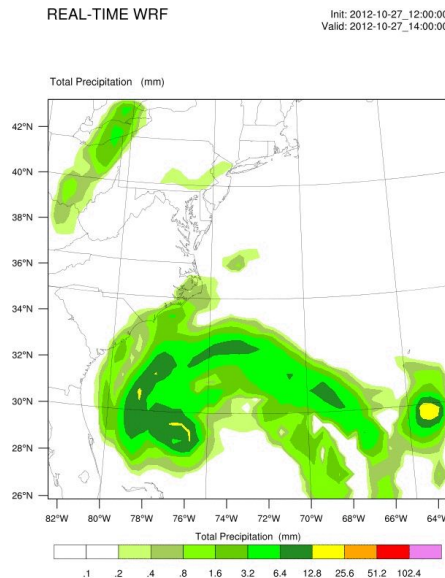 REAL-TIME WRF
Init: 2012-10-27_12:00:00
Valid: 2012-10-27_14:00:00
Total Precipitation (mm)
42°N
40°N
38°N
36°N
34°N
32°N
30°N
28°N
26°N
82°W 80°W 78°W 76°W 74°W 72°W 70°W 68°W 66°W 64°W
Total Precipitation (mm)
.1 .2 .4 .8 1.6 3.2 6.4 12.8 25.6 51.2 102.4